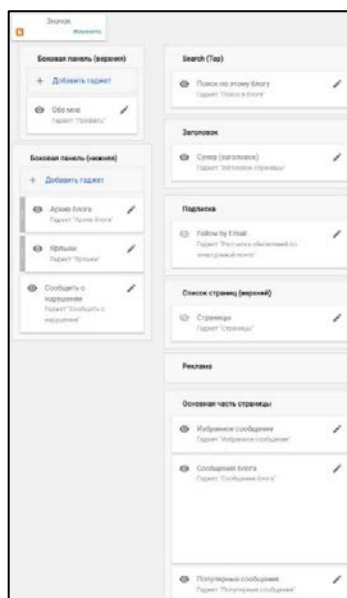 Значок
Изменить
Боковая панель (верхняя)
+ Добавить гаджет
Обо мне
Гаджет "Профиль"
Боковая панель (нижняя)
+ Добавить гаджет
Архив блога
Гаджет "Архив блога"
Ярлыки
Гаджет "Ярлыки"
Сообщить о
нарушении
Гаджет "Сообщить о
нарушении"
Search (Top)
Поиск по этому блогу
Гаджет "Поиск в блоге"
Заголовок
Супер (заголовок)
Гаджет "Заголовок страницы"
Подписка
Follow by Email
Гаджет "Рассылка обновлений по
электронной почте"
Список страниц (верхний)
Страницы
Гаджет "Страницы"
Реклама
Основная часть страницы
Избранное сообщение
Гаджет "Избранное сообщение"
Сообщения блога
Гаджет "Сообщения блога"
Популярные сообщения
Гаджет "Популярные сообщения"